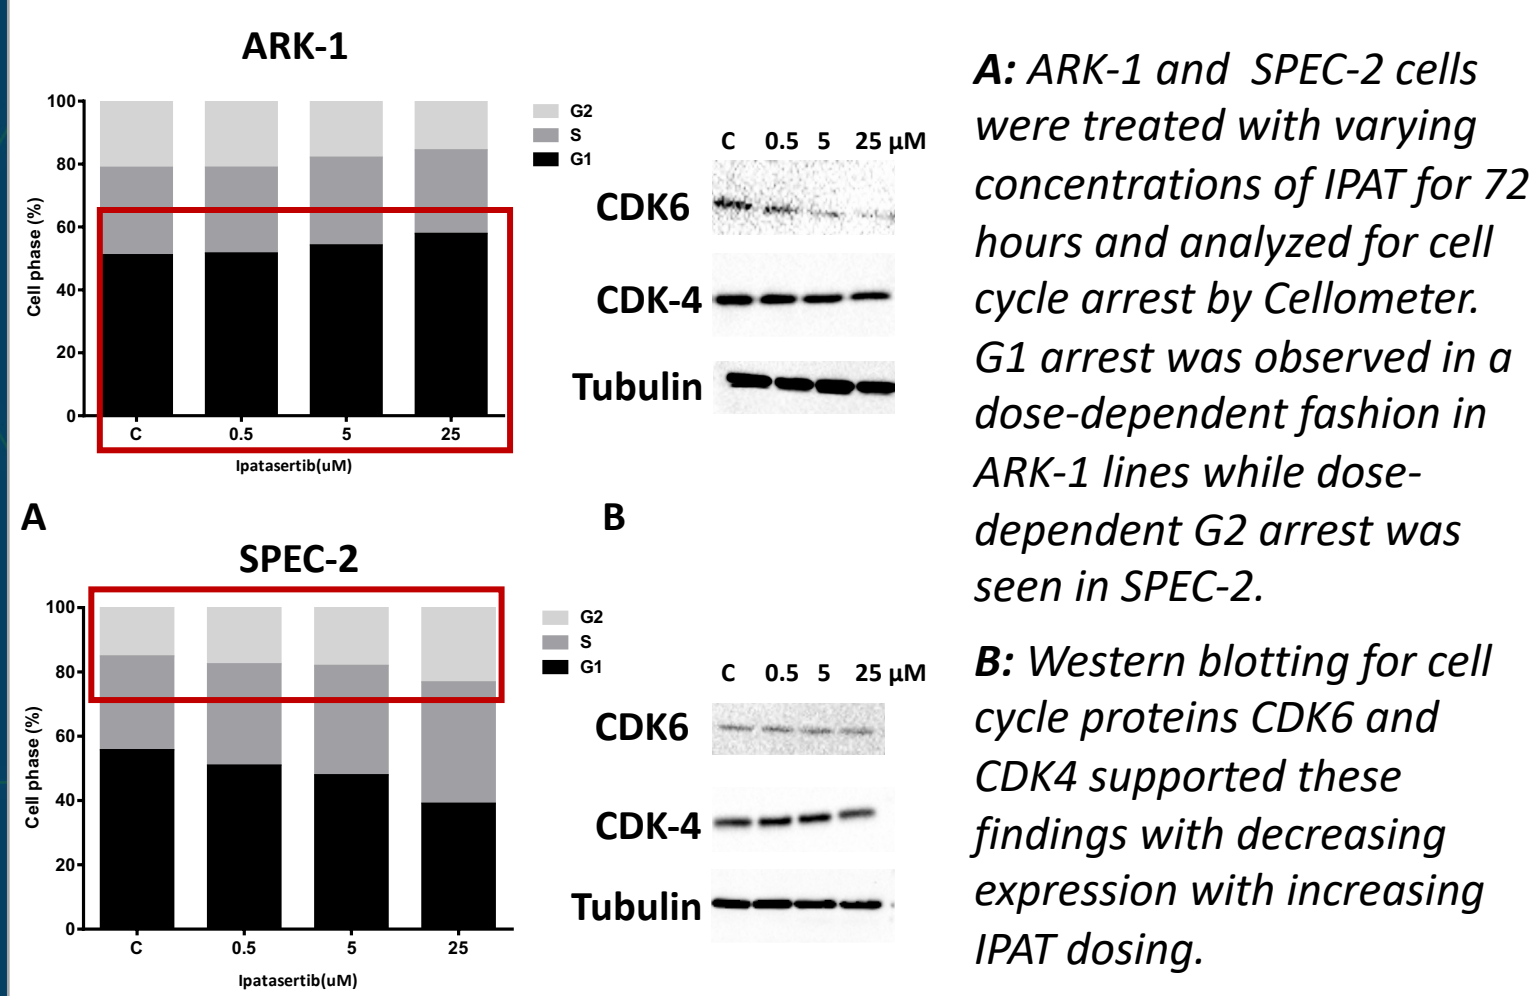 ARK-1
100
80
60
40
20
0
Cell phase (%)
C 0.5 5 25
Ipatasertib(uM)
G2
S
G1
C 0.5 5 25 µM
CDK6
CDK-4
Tubulin
A
B
SPEC-2
100
80
60
40
20
0
Cell phase (%)
C 0.5 5 25
Ipatasertib(uM)
G2
S
G1
C 0.5 5 25 µM
CDK6
CDK-4
Tubulin
A: ARK-1 and SPEC-2 cells
were treated with varying
concentrations of IPAT for 72
hours and analyzed for cell
cycle arrest by Cellometer.
G1 arrest was observed in a
dose-dependent fashion in
ARK-1 lines while dose-
dependent G2 arrest was
seen in SPEC-2.
B: Western blotting for cell
cycle proteins CDK6 and
CDK4 supported these
findings with decreasing
expression with increasing
IPAT dosing.